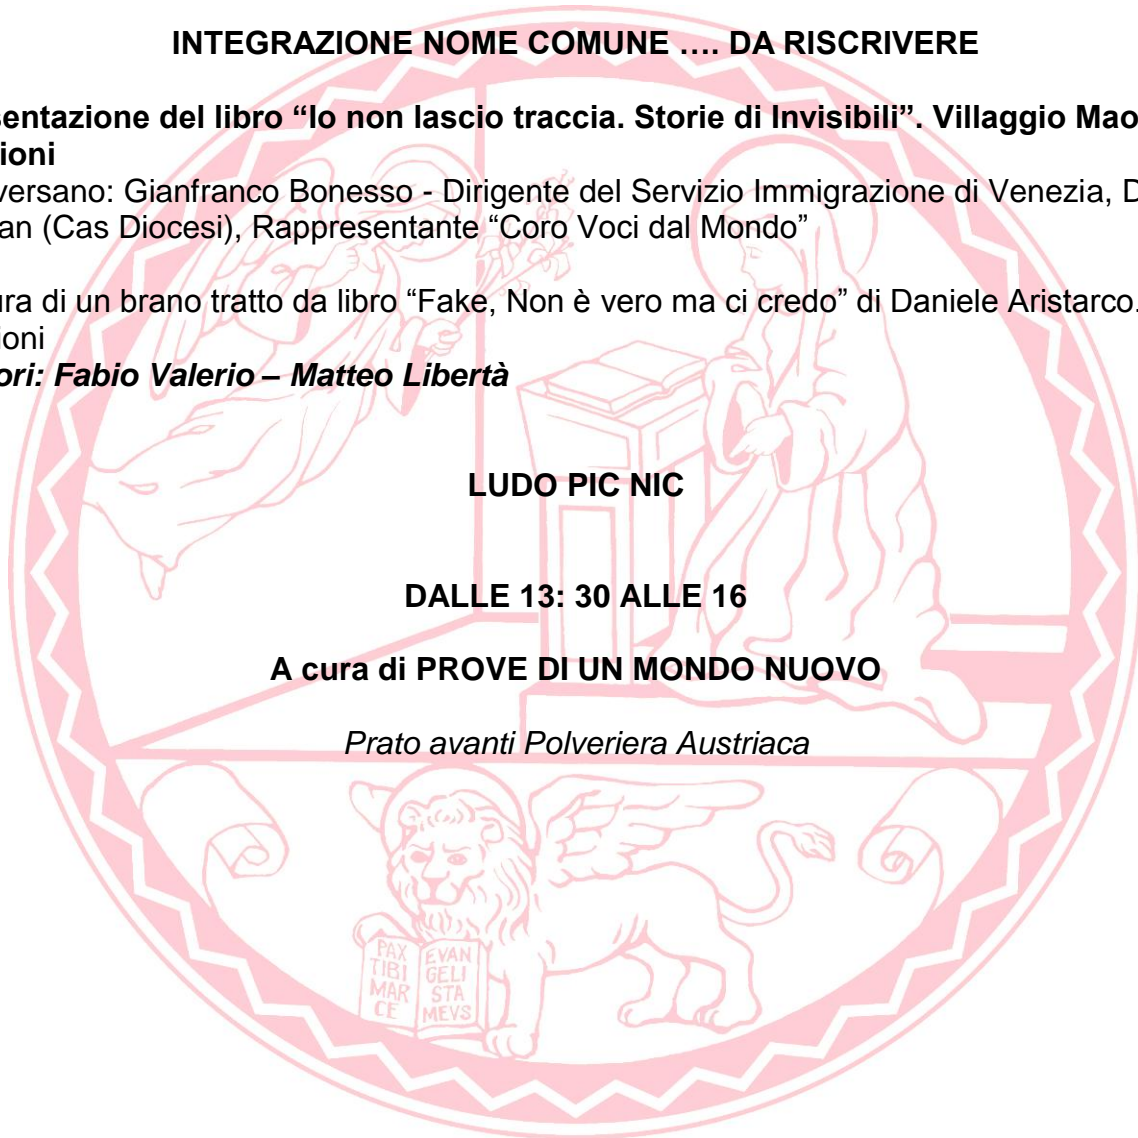 INTEGRAZIONE NOME COMUNE …. DA RISCRIVERE
sentazione del libro “Io non lascio traccia. Storie di Invisibili”. Villaggio Mao
ioni
versano: Gianfranco Bonesso - Dirigente del Servizio Immigrazione di Venezia, D
an (Cas Diocesi), Rappresentante “Coro Voci dal Mondo”
ura di un brano tratto da libro “Fake, Non è vero ma ci credo” di Daniele Aristarco.
ioni
ori: Fabio Valerio – Matteo Libertà
LUDO PIC NIC
DALLE 13: 30 ALLE 16
A cura di PROVE DI UN MONDO NUOVO
Prato avanti Polveriera Austriaca
PAX EVAN
TIBI GELI
MAR STA
CE MEVS